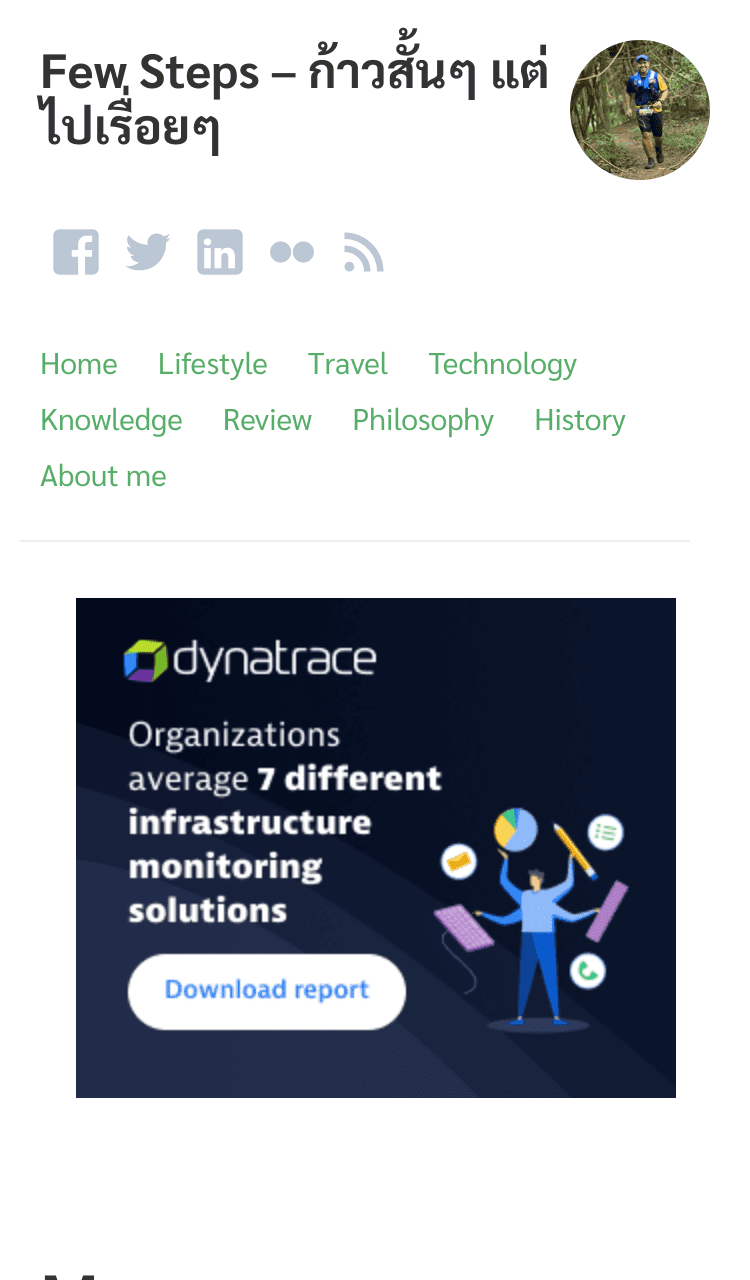 Few Steps – ก้าวสั้นๆ แต่
ไปเรื่อยๆ
Home Lifestyle Travel Technology
Knowledge Review Philosophy History
About me
dynatrace
Organizations
average 7 different
infrastructure
monitoring
solutions
Download report